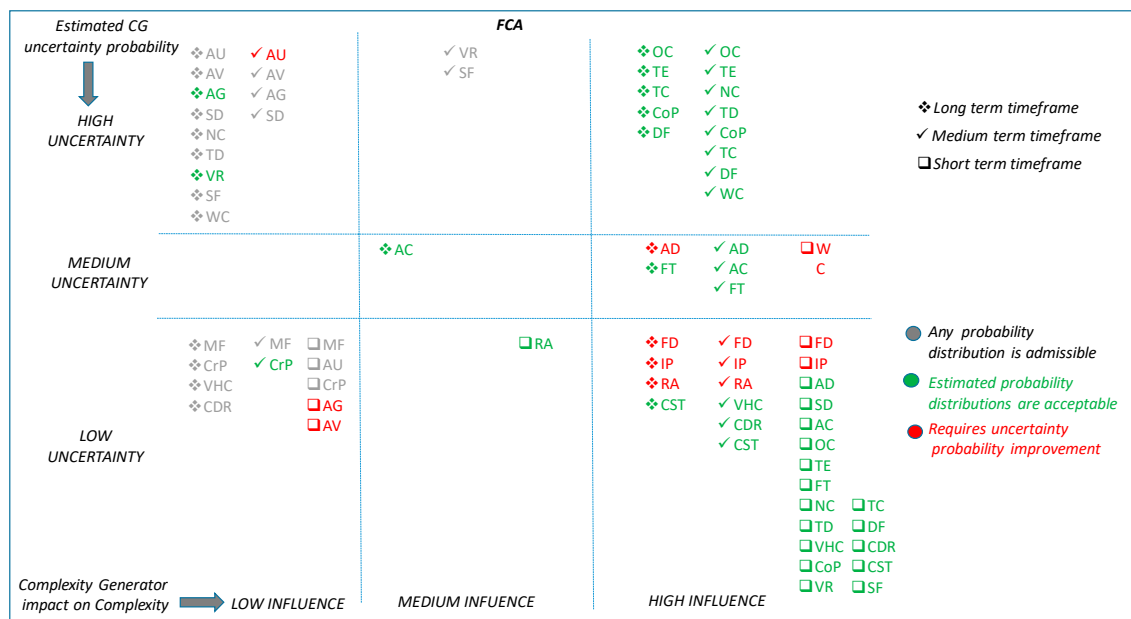 Estimated CG
uncertainty probability
FCA
HIGH
UNCERTAINTY
AU
AV
AG
SD
NC
TD
VR
SF
WC
AU
AV
AG
SD
VR
SF
OC
TE
TC
CoP
DF
OC
TE
NC
TD
CoP
TC
DF
WC
Long term timeframe
Medium term timeframe
Short term timeframe
MEDIUM
UNCERTAINTY
AC
AD
FT
AD
AC
FT
W
C
LOW
UNCERTAINTY
MF
CrP
VHC
CDR
MF
CrP
MF
AU
CrP
AG
AV
RA
FD
IP
RA
CST
FD
IP
RA
VHC
CDR
CST
FD
IP
AD
SD
AC
OC
TE
FT
NC
TD
VHC
CoP
VR
TC
DF
CDR
CST
SF
Any probability
distribution is admissible
Estimated probability
distributions are acceptable
Requires uncertainty
probability improvement
Complexity Generator
impact on Complexity
LOW INFLUENCE
MEDIUM INFUENCE
HIGH INFLUENCE